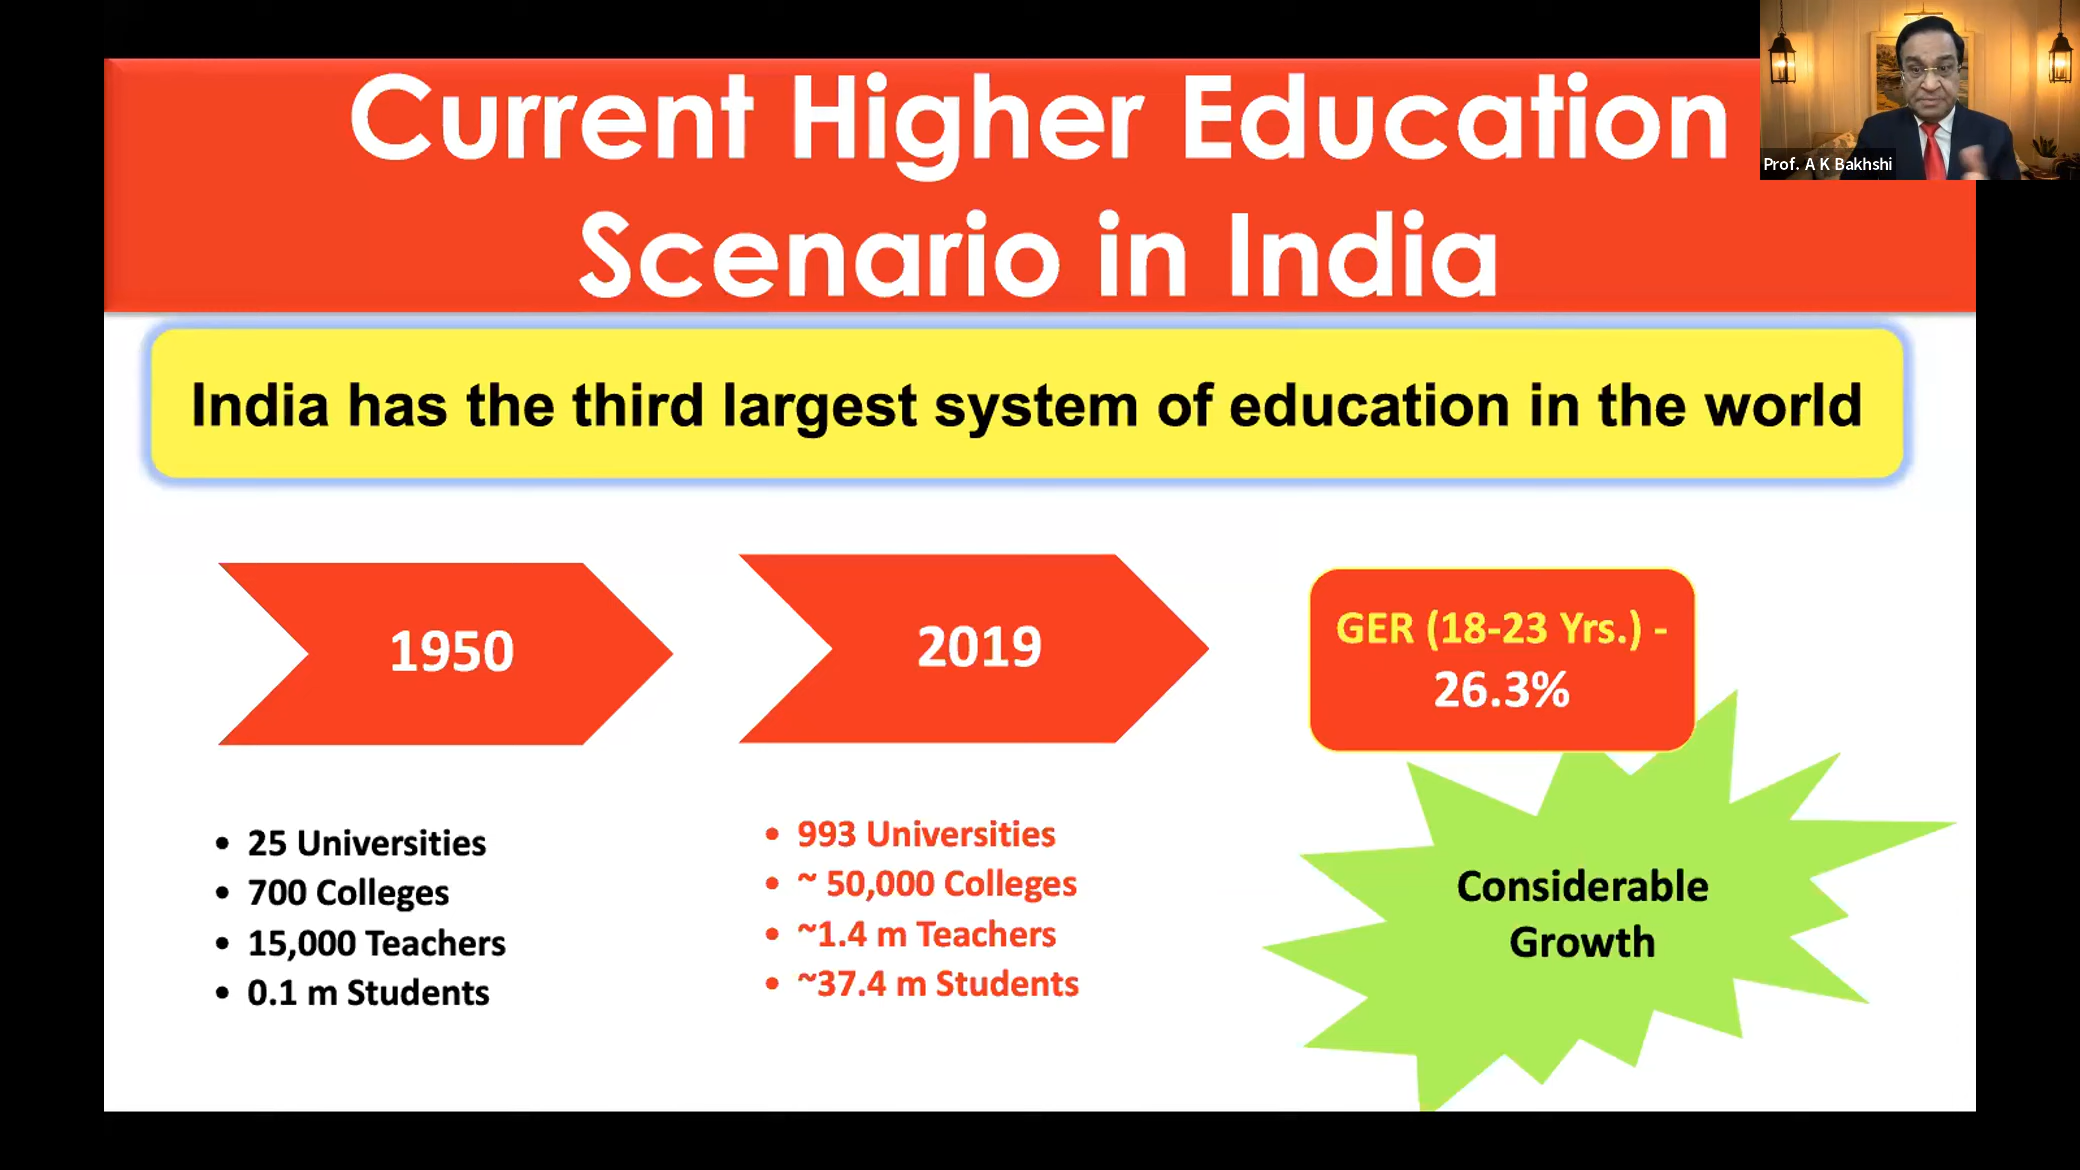 Current Higher Education
Scenario in India
Prof. A K Bakhshi
India has the third largest system of education in the world
1950
• 25 Universities
• 700 Colleges
• 15,000 Teachers
• 0.1 m Students
2019
• 993 Universities
• ~ 50,000 Colleges
• ~1.4 m Teachers
• ~37.4 m Students
GER (18-23 Yrs.) -
26.3%
Considerable
Growth